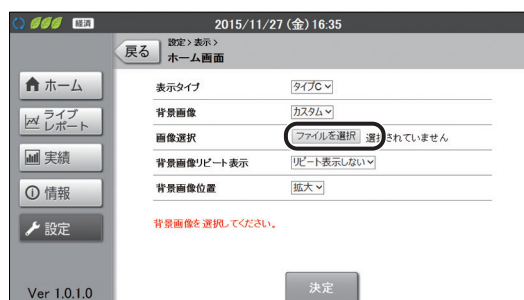 経済 2015/11/27 (金) 16:35
戻る 設定＞表示＞
ホーム画面
ホーム
ライブ
レポート
実績
情報
設定
Ver 1.0.1.0
表示タイプ タイプC
背景画像 カスタム
画像選択 ファイルを選択 選択されていません
背景画像リピート表示 リピート表示しない
背景画像位置 拡大
背景画像を選択してください。
決定